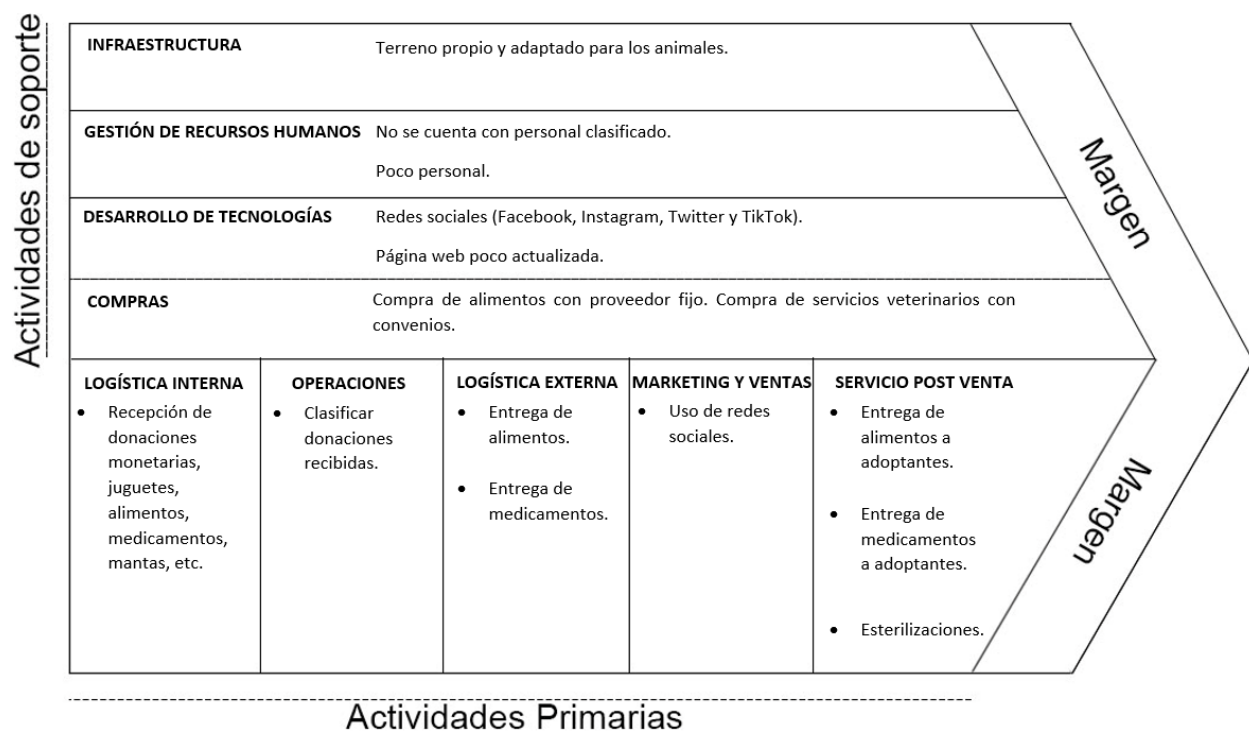 Actividades de soporte
INFRAESTRUCTURA
Terreno propio y adaptado para los animales.
GESTIÓN DE RECURSOS HUMANOS
No se cuenta con personal clasificado.
Poco personal.
DESARROLLO DE TECNOLOGÍAS
Redes sociales (Facebook, Instagram, Twitter y TikTok).
Página web poco actualizada.
COMPRAS
Compra de alimentos con proveedor fijo. Compra de servicios veterinarios con
convenios.
Margen
LOGÍSTICA INTERNA
• Recepción de
donaciones
monetarias,
juguetes,
alimentos,
medicamentos,
mantas, etc.
OPERACIONES
• Clasificar
donaciones
recibidas.
LOGÍSTICA EXTERNA
• Entrega de
alimentos.
• Entrega de
medicamentos.
MARKETING Y VENTAS
• Uso de redes
sociales.
SERVICIO POST VENTA
• Entrega de
alimentos a
adoptantes.
• Entrega de
medicamentos
a adoptantes.
• Esterilizaciones.
Margen
Actividades Primarias